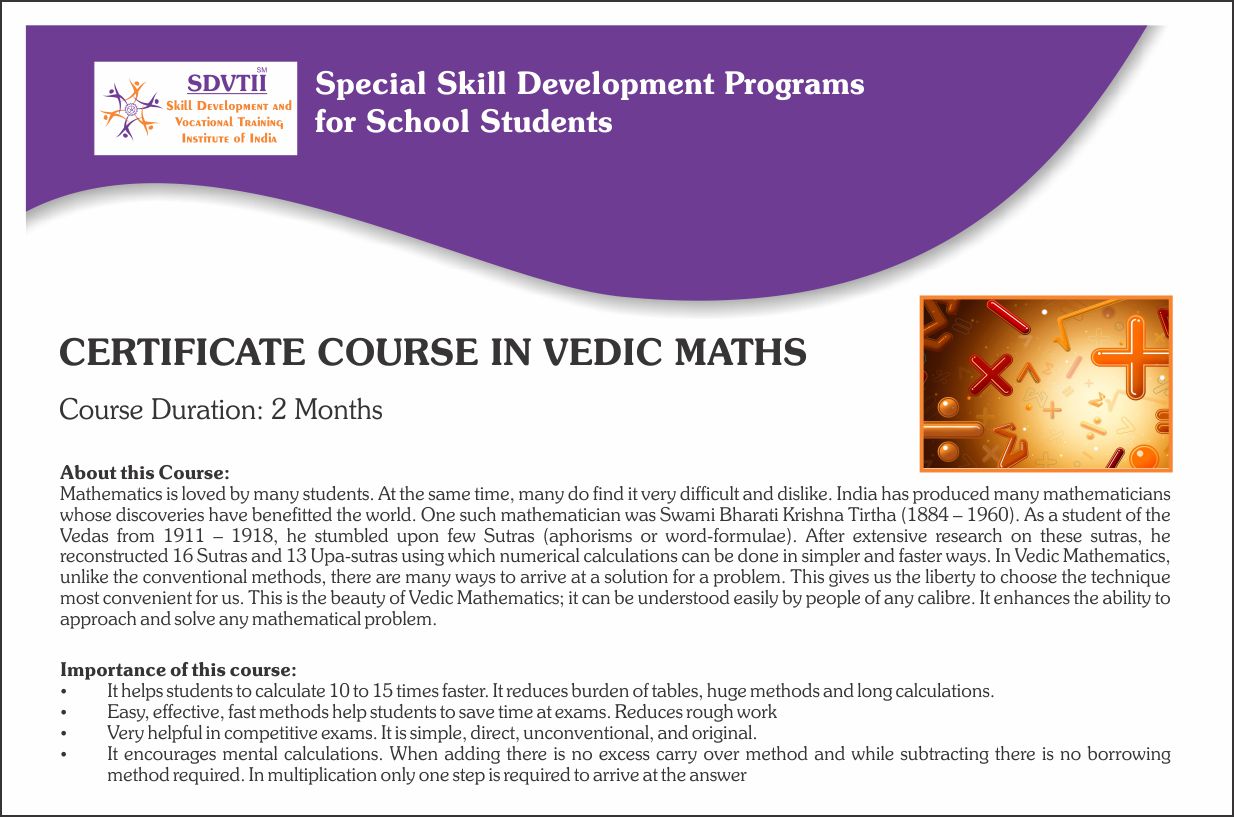 SDVTII SM
Skill Development and
Vocational Training
Institute of India
Special Skill Development Programs
for School Students
CERTIFICATE COURSE IN VEDIC MATHS
Course Duration: 2 Months
About this Course:
Mathematics is loved by many students. At the same time, many do find it very difficult and dislike. India has produced many mathematicians
whose discoveries have benefitted the world. One such mathematician was Swami Bharati Krishna Tirtha (1884 – 1960). As a student of the
Vedas from 1911 – 1918, he stumbled upon few Sutras (aphorisms or word-formulae). After extensive research on these sutras, he
reconstructed 16 Sutras and 13 Upa-sutras using which numerical calculations can be done in simpler and faster ways. In Vedic Mathematics,
unlike the conventional methods, there are many ways to arrive at a solution for a problem. This gives us the liberty to choose the technique
most convenient for us. This is the beauty of Vedic Mathematics; it can be understood easily by people of any calibre. It enhances the ability to
approach and solve any mathematical problem.
Importance of this course:
• It helps students to calculate 10 to 15 times faster. It reduces burden of tables, huge methods and long calculations.
• Easy, effective, fast methods help students to save time at exams. Reduces rough work
• Very helpful in competitive exams. It is simple, direct, unconventional, and original.
• It encourages mental calculations. When adding there is no excess carry over method and while subtracting there is no borrowing
method required. In multiplication only one step is required to arrive at the answer